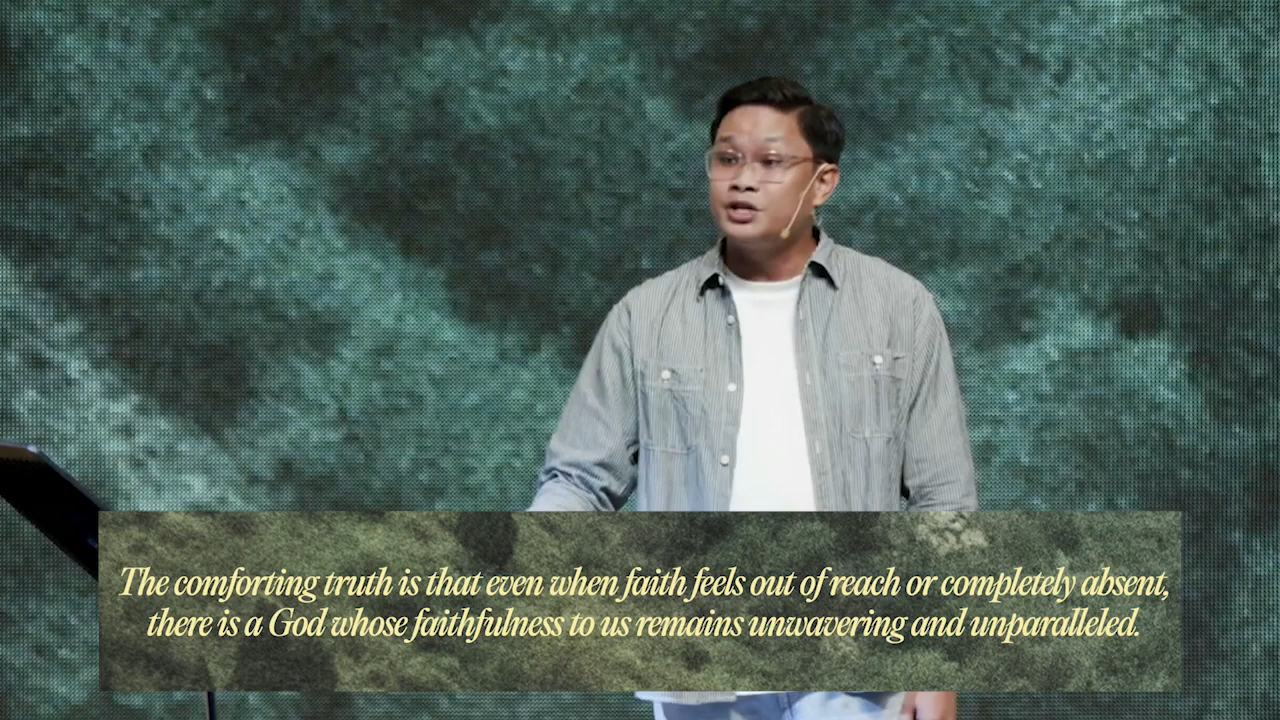 The comforting truth is that even when faith feels out of reach or completely absent,
there is a God whose faithfulness to us remains unwavering and unparalleled.